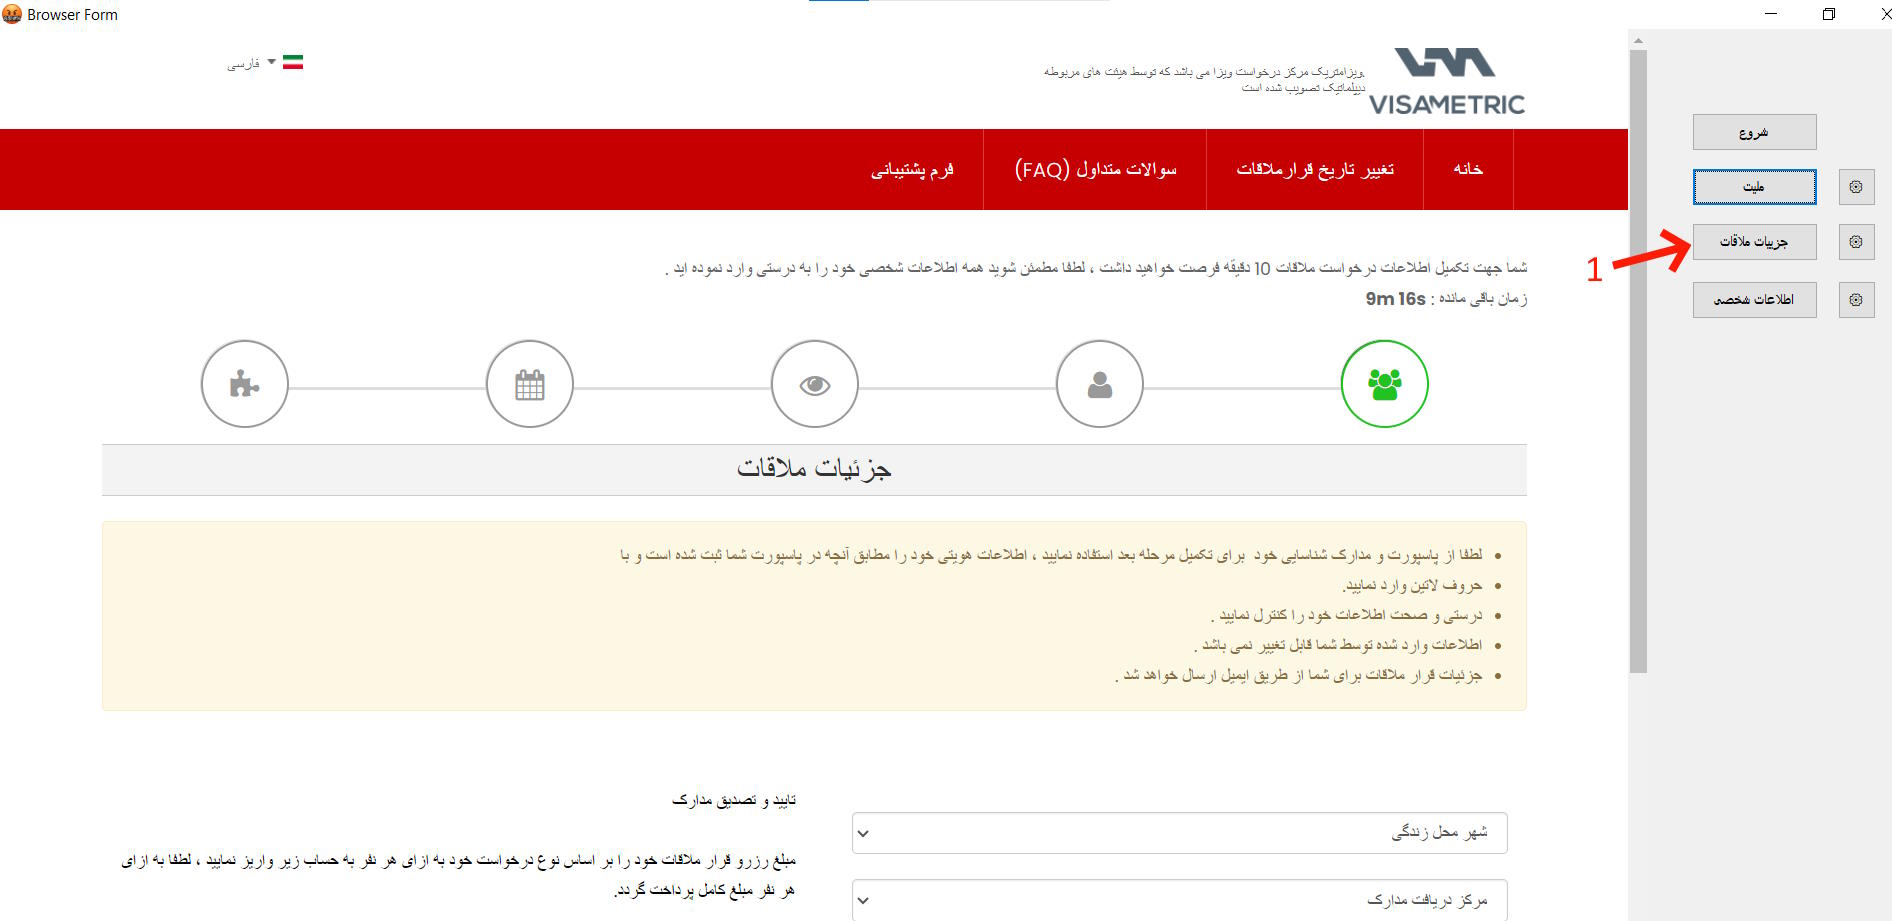 Browser Form
فارسی
ویزامتریک مرکز درخواست ویزا می باشد که توسط هیئت های مربوطه.
دیپلماتیک تصویب شده است
VISAMETRIC
خانه
تغییر تاریخ قرارملاقات
سوالات متداول (FAQ)
فرم پشتیبانی
شروع
ملیت
جزییات ملاقات
1
اطلاعات شخصی
شما جهت تکمیل اطلاعات درخواست ملاقات 10 دقیقه فرصت خواهید داشت ، لطفا مطمئن شوید همه اطلاعات شخصی خود را به درستی وارد نموده اید .
زمان باقی مانده : 9m 16s
جزئیات ملاقات
لطفا از پاسپورت و مدارک شناسایی خود برای تکمیل مرحله بعد استفاده نمایید ، اطلاعات هویتی خود را مطابق آنچه در پاسپورت شما ثبت شده است و با
حروف لاتین وارد نمایید.
درستی و صحت اطلاعات خود را کنترل نمایید .
اطلاعات وارد شده توسط شما قابل تغییر نمی باشد .
جزئیات قرار ملاقات برای شما از طریق ایمیل ارسال خواهد شد .
شهر محل زندگی
مرکز دریافت مدارک
تایید و تصدیق مدارک
مبلغ رزرو قرار ملاقات خود را بر اساس نوع درخواست خود به ازای هر نفر به حساب زیر واریز نمایید ، لطفا به ازای
هر نفر مبلغ کامل پرداخت گردد.